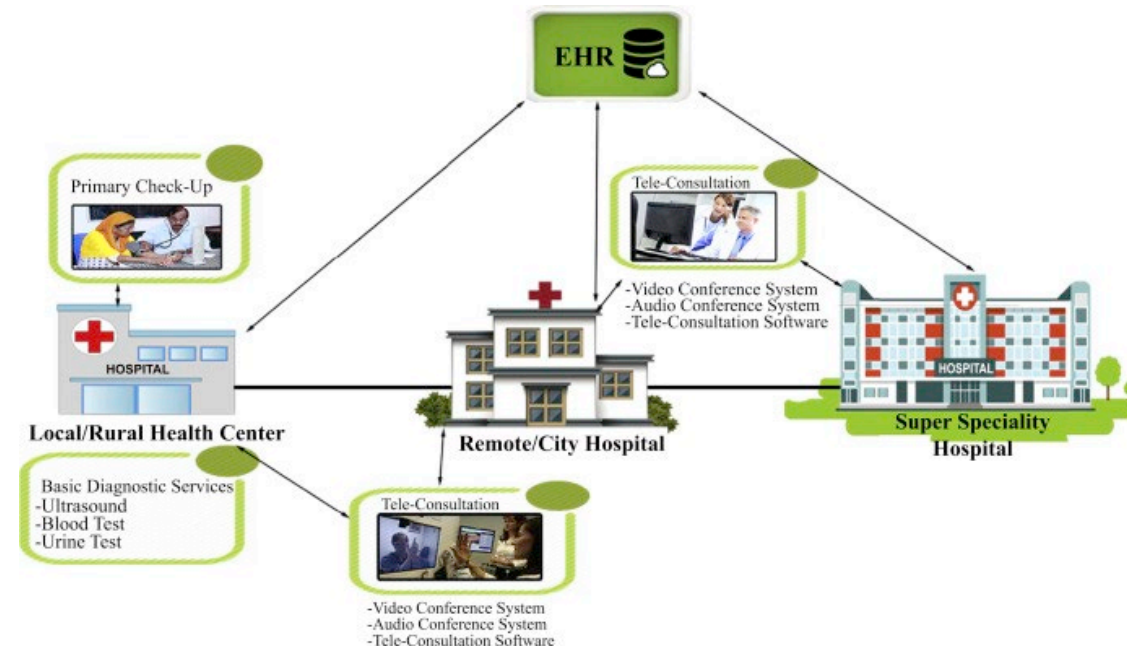 EHR
Primary Check-Up
Tele-Consultation
-Video Conference System
-Audio Conference System
-Tele-Consultation Software
HOSPITAL
HOSPITAL
Local/Rural Health Center
Remote/City Hospital
Super Speciality
Hospital
Basic Diagnostic Services
-Ultrasound
-Blood Test
-Urine Test
Tele-Consultation
-Video Conference System
-Audio Conference System
-Tele-Consultation Software